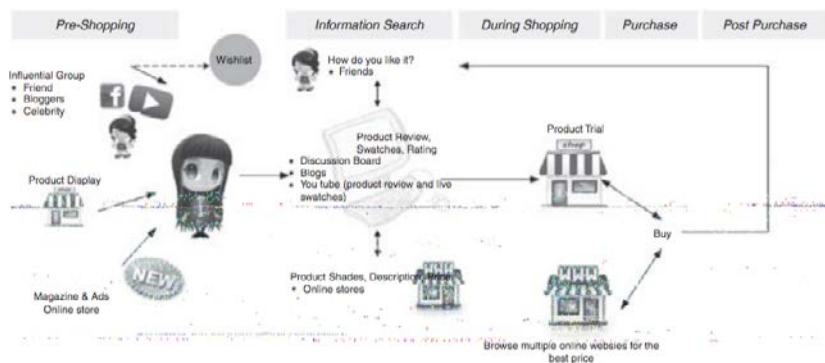 Pre-Shopping
Information Search
During Shopping
Purchase
Post Purchase
Influential Group
Friend
Bloggers
Celebrity
Wishlist
How do you like it?
Friends
Product Review,
Swatches, Rating
Discussion Board
Blogs
You tube (product review and live
swatches)
Product Trial
shop
Product Display
NEW
Magazine & Ads
Online store
Product Shades, Description, Price
Online stores
Buy
Browse multiple online websies for the
best price